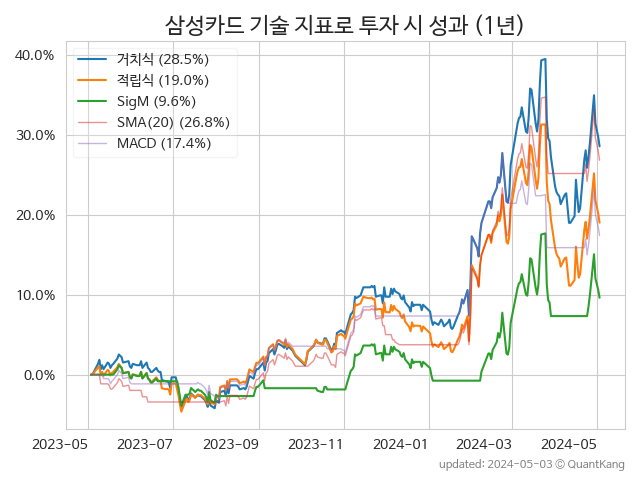 삼성카드 기술 지표로 투자 시 성과 (1년)
40.0%
30.0%
20.0%
10.0%
0.0%
거치식 (28.5%)
적립식 (19.0%)
SigM (9.6%)
SMA(20) (26.8%)
MACD (17.4%)
2023-05 2023-07 2023-09 2023-11 2024-01 2024-03 2024-05
updated: 2024-05-03 ⓒ QuantKang